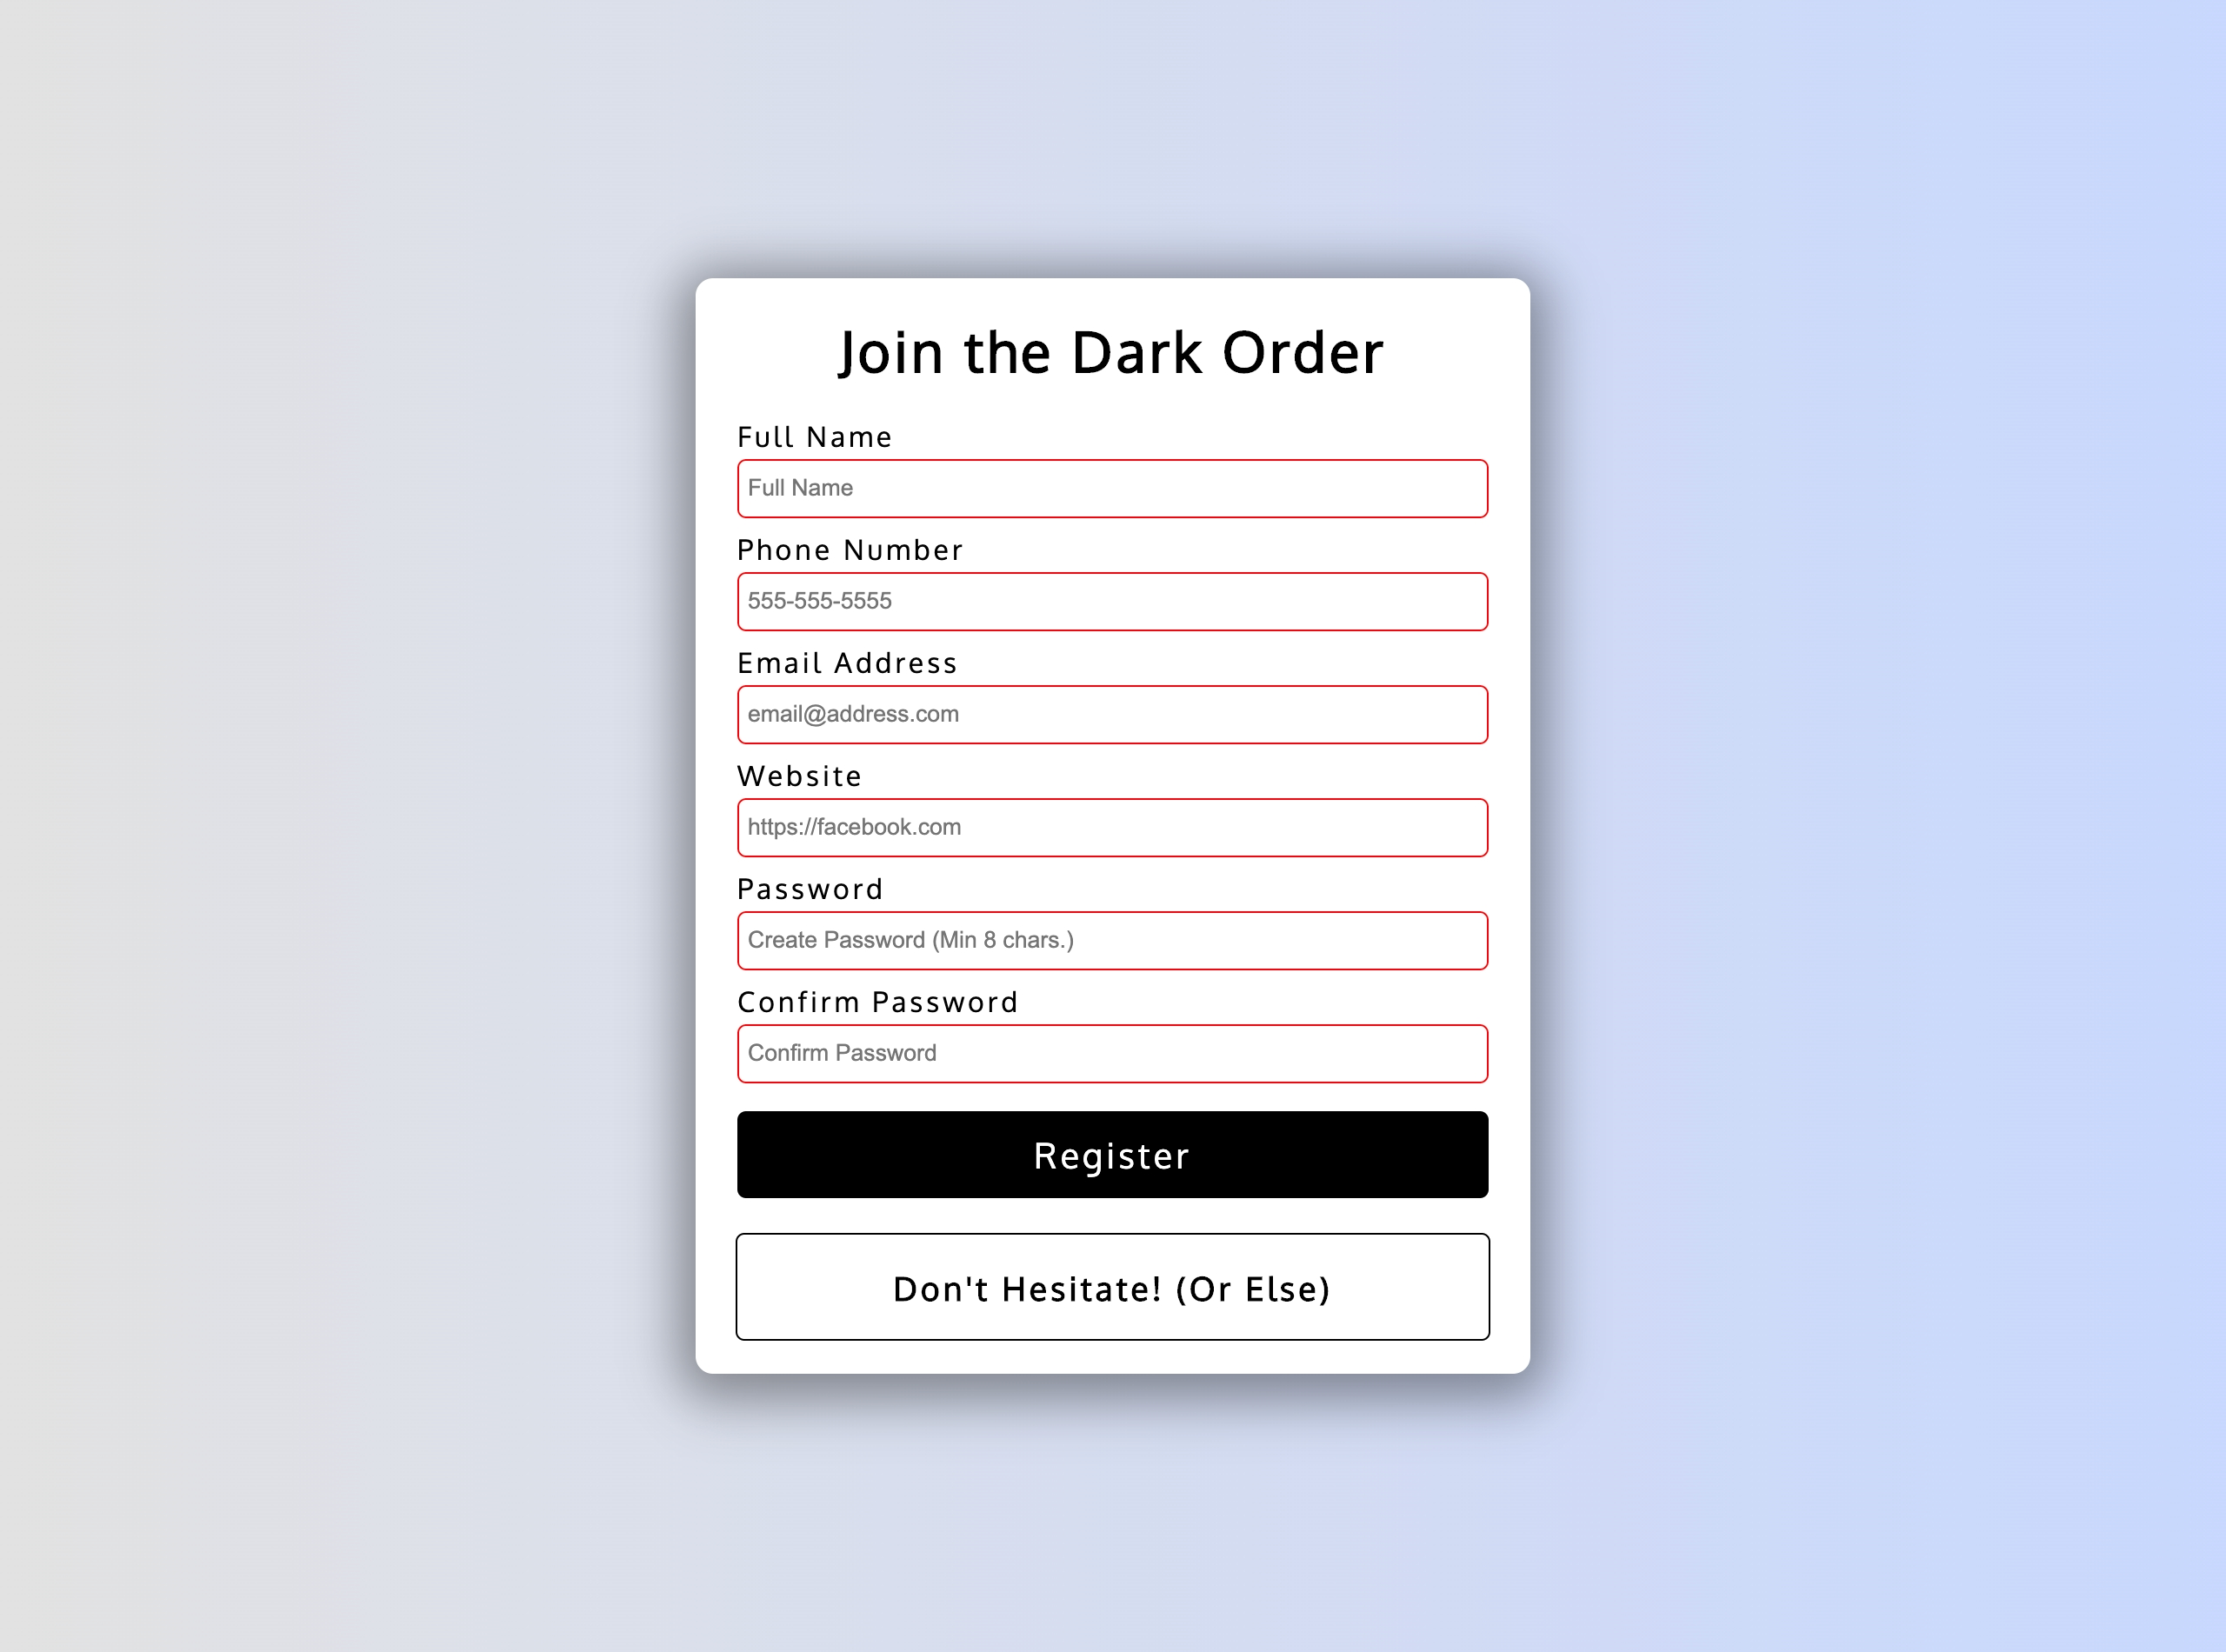 Join the Dark Order
Full Name
Full Name
Phone Number
555-555-5555
Email Address
email@address.com
Website
https://facebook.com
Password
Create Password (Min 8 chars.)
Confirm Password
Confirm Password
Register
Don't Hesitate! (Or Else)